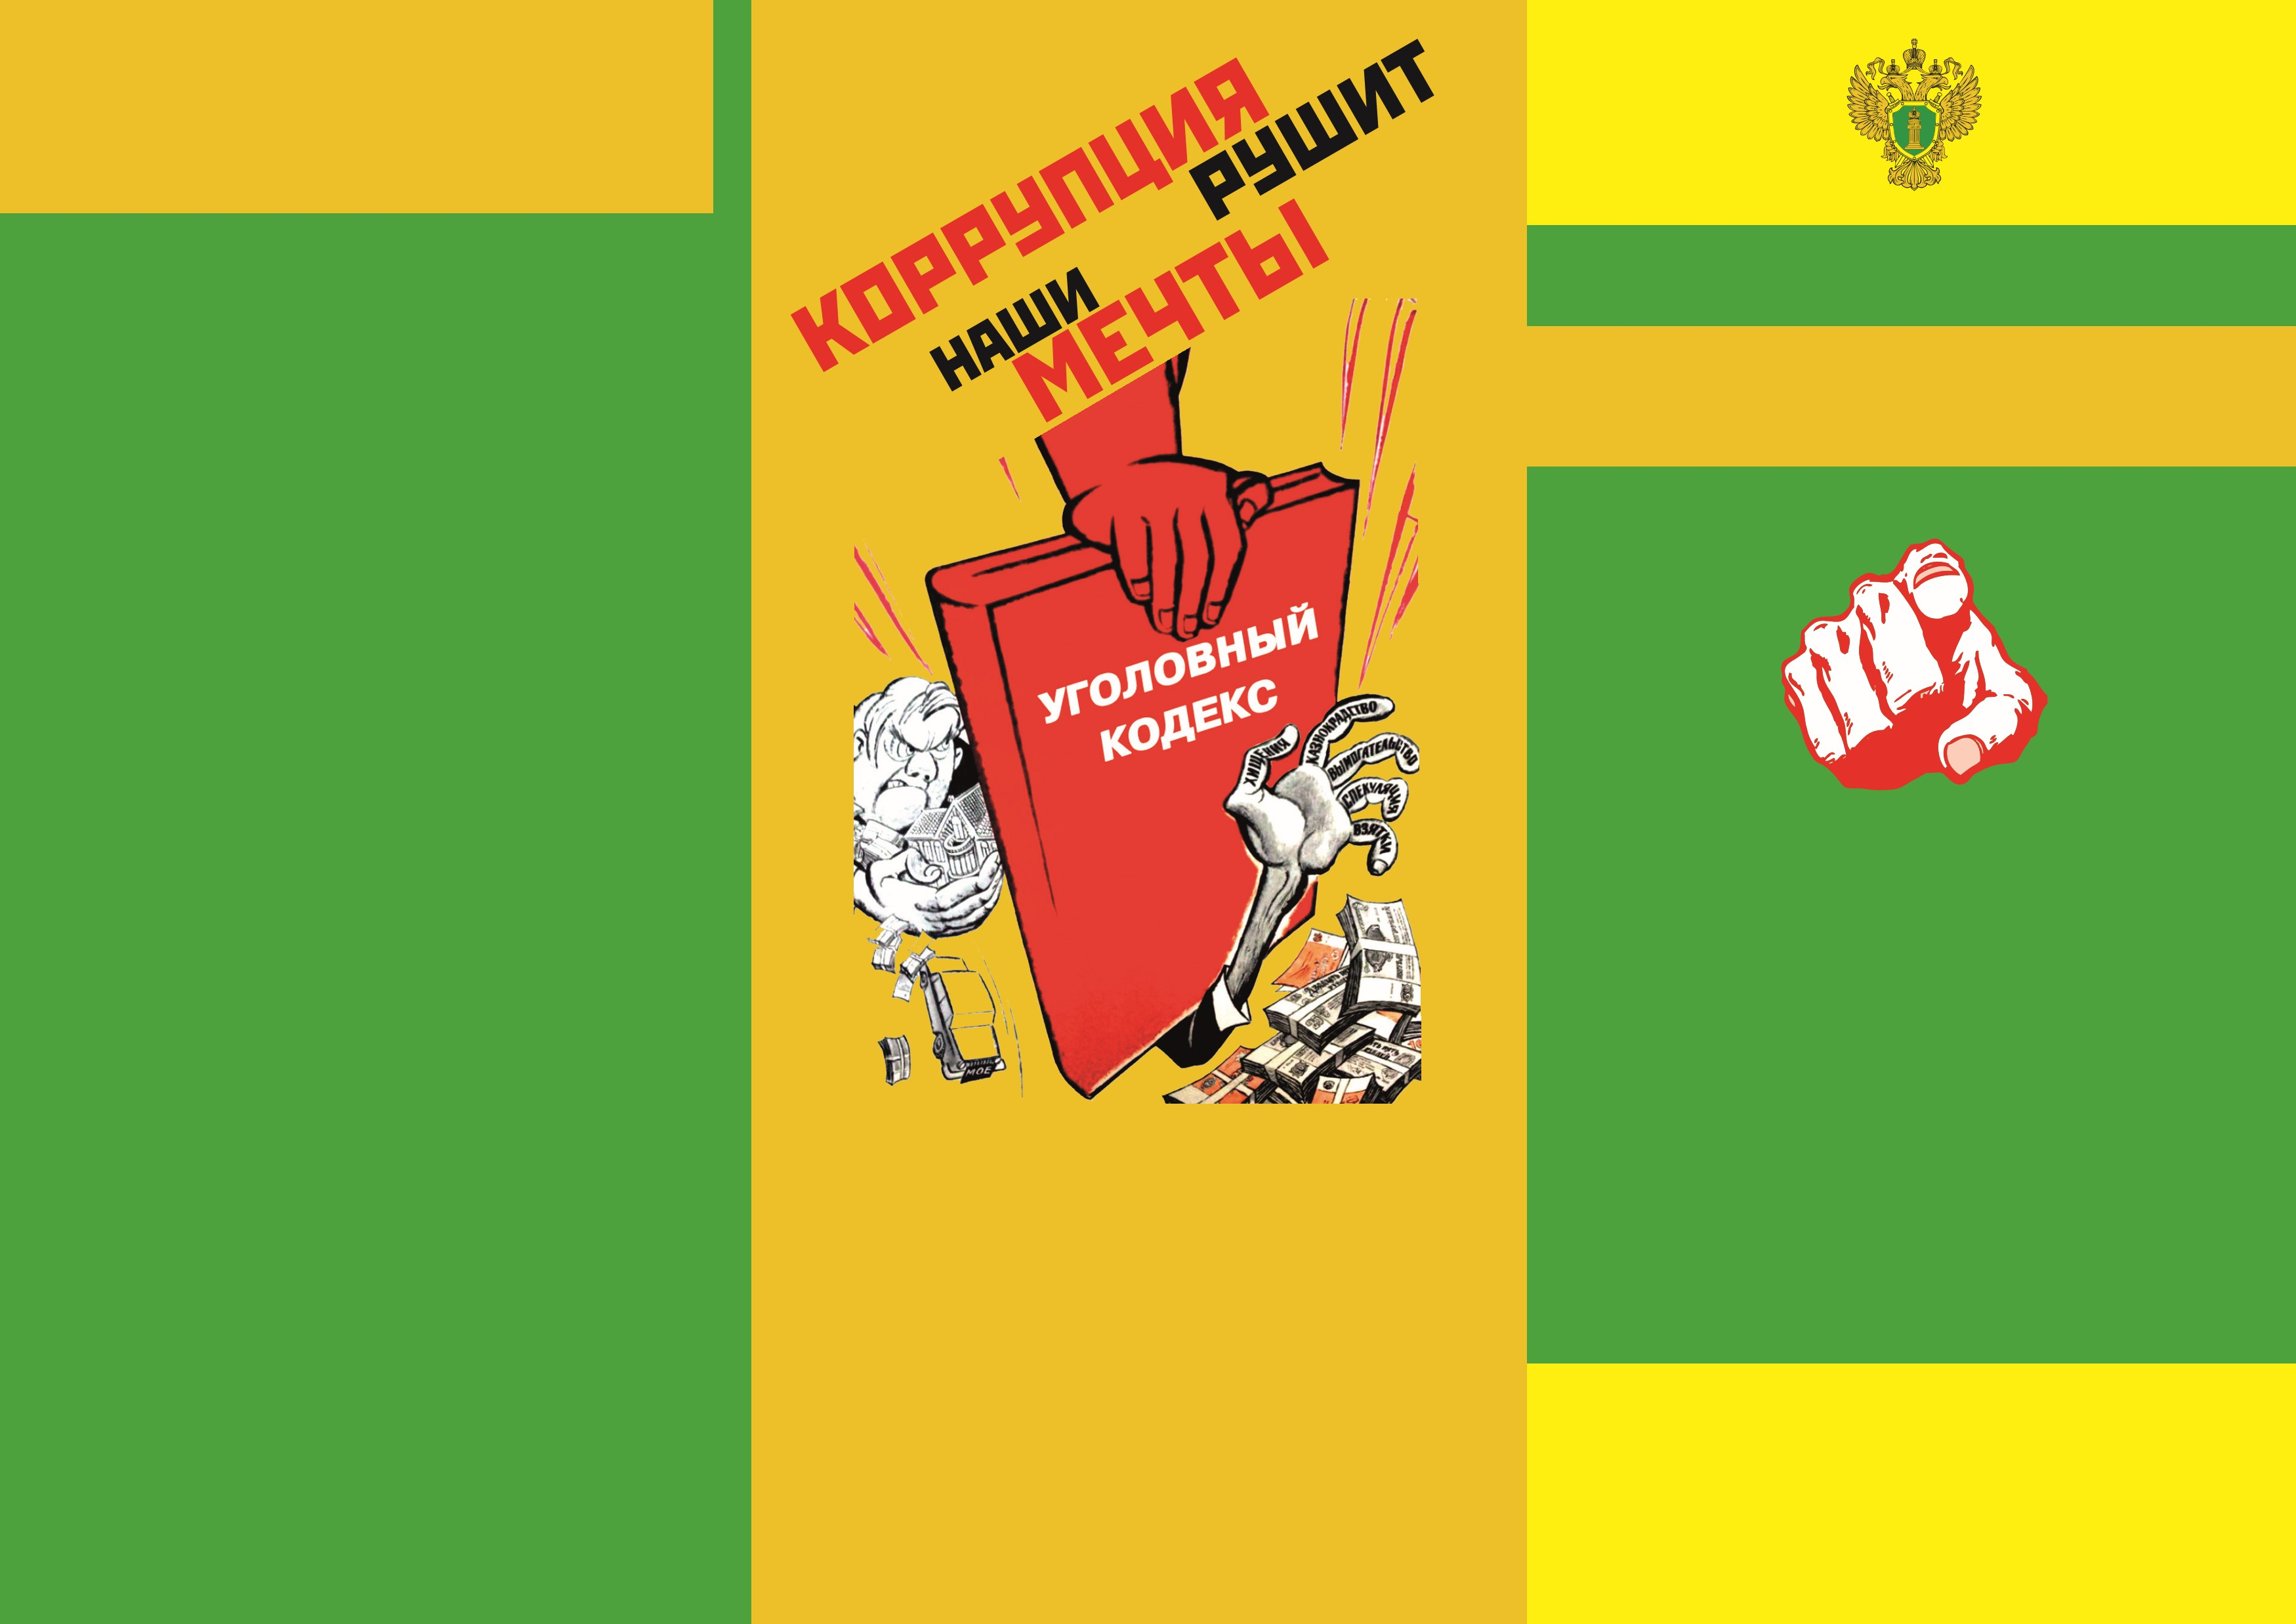 КОРРУПЦИЯ
РУШИТ
НАШИ
МЕЧТЫ
УГОЛОВНЫЙ
КОДЕКС
ХИЩЕНИЯ
КАЗНОКРАДСТВО
ВЫМОГАТЕЛЬСТВО
СПЕКУЛЯЦИЯ
ВЗЯТКИ
МОЕ